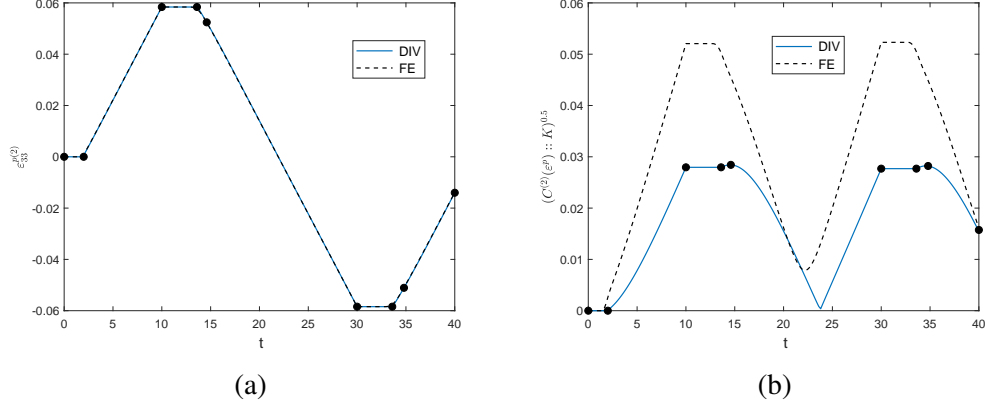 0.06
0.04
0.02
0
-0.02
-0.04
-0.06
0 5 10 15 20 25 30 35 40
t
ε₃₃^{p(2)}
DIV
FE
(a)
0.06
0.05
0.04
0.03
0.02
0.01
0
0 5 10 15 20 25 30 35 40
t
(C^{(2)}(ε^p) :: K)^{0.5}
DIV
FE
(b)